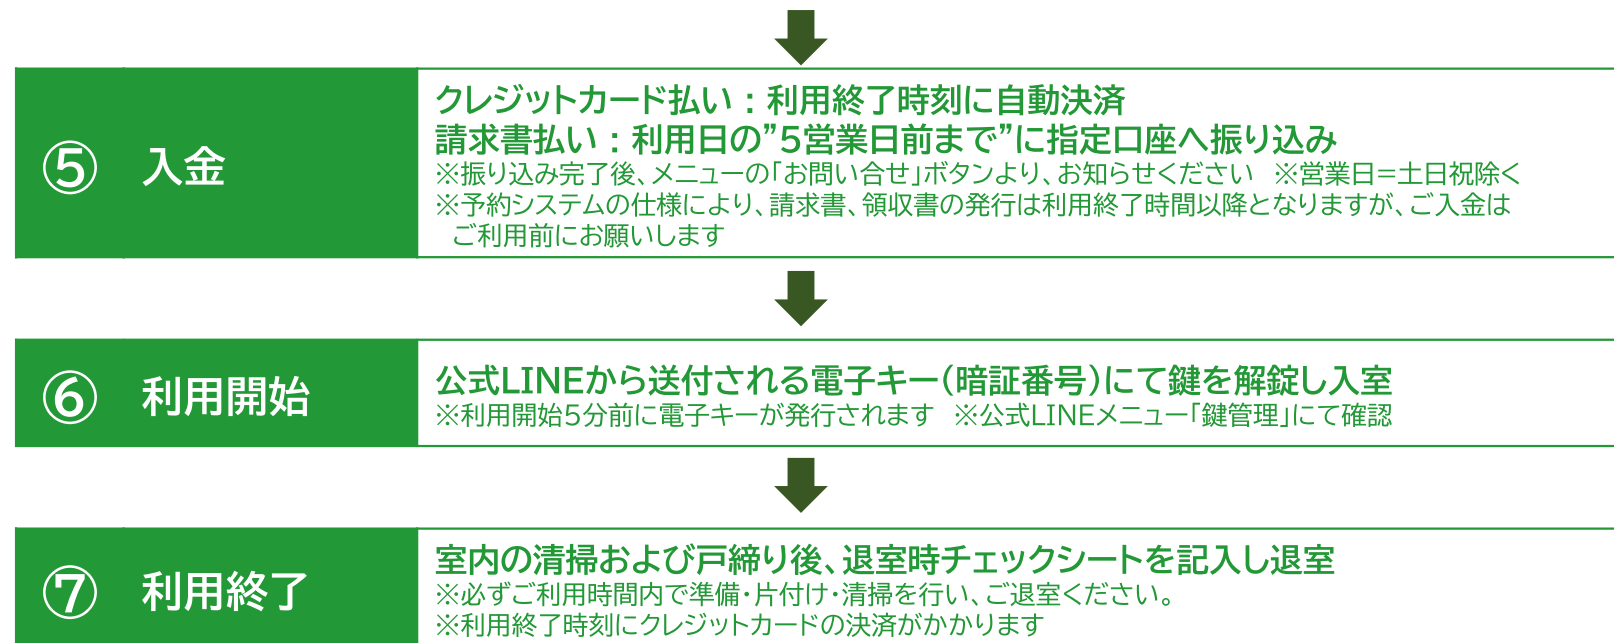 ⑤ 入金
クレジットカード払い：利用終了時刻に自動決済
請求書払い：利用日の”5営業日前まで”に指定口座へ振り込み
※振り込み完了後、メニューの「お問い合せ」ボタンより、お知らせください ※営業日＝土日祝除く
※予約システムの仕様により、請求書、領収書の発行は利用終了時間以降となりますが、ご入金は
ご利用前にお願いします
⑥ 利用開始
公式LINEから送付される電子キー（暗証番号）にて鍵を解錠し入室
※利用開始5分前に電子キーが発行されます ※公式LINEメニュー「鍵管理」にて確認
⑦ 利用終了
室内の清掃および戸締り後、退室時チェックシートを記入し退室
※必ずご利用時間内で準備・片付け・清掃を行い、ご退室ください。
※利用終了時刻にクレジットカードの決済がかかります